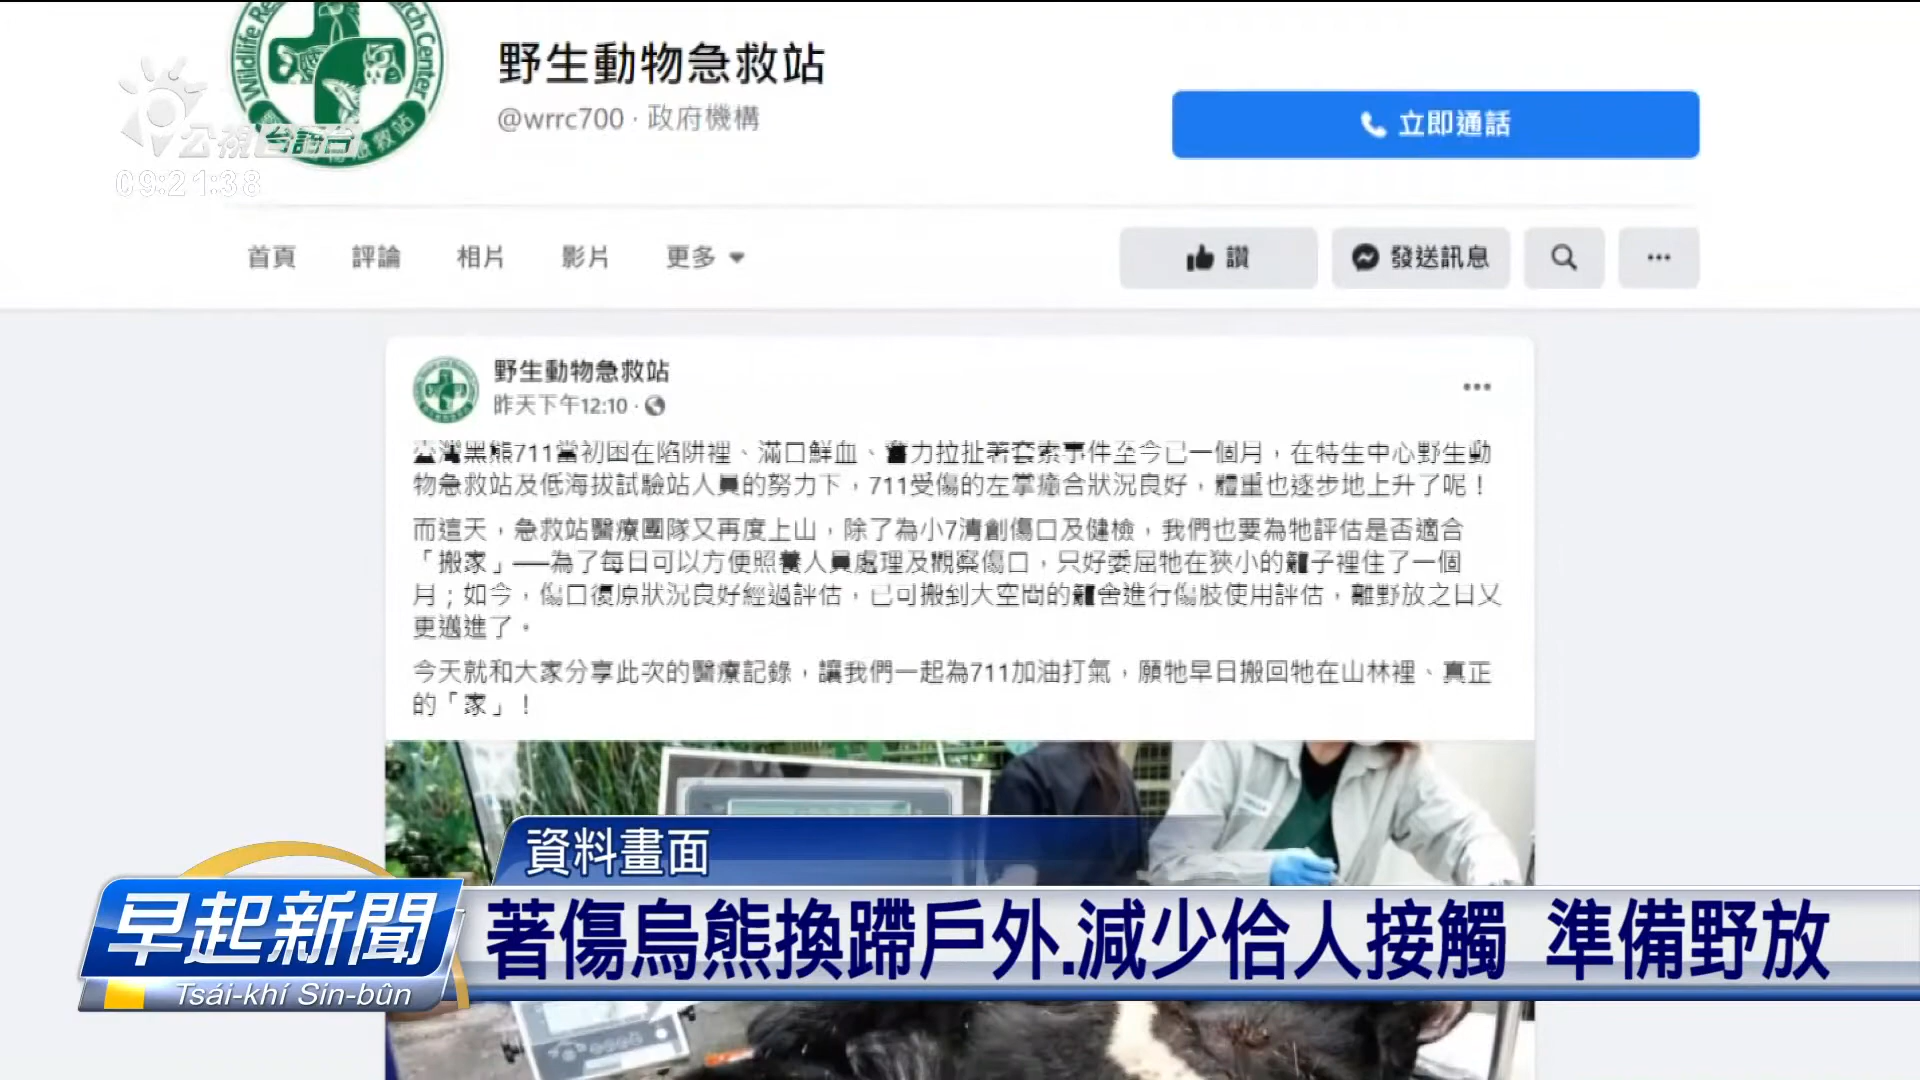 Wildlife Re
rch Center
急救站
野生動物急救站
@wrrc700 · 政府機構
立即通話
公視台語台
09:21:38
首頁
評論
相片
影片
更多
讚
發送訊息
野生動物急救站
昨天下午12:10 ·
臺灣黑熊711當初困在陷阱裡、滿口鮮血、奮力拉扯著套索事件至今已一個月，在特生中心野生動
物急救站及低海拔試驗站人員的努力下，711受傷的左掌癒合狀況良好，體重也逐步地上升了呢！
而這天，急救站醫療團隊又再度上山，除了為小7清創傷口及健檢，我們也要為牠評估是否適合
「搬家」——為了每日可以方便照養人員處理及觀察傷口，只好委屈牠在狹小的籠子裡住了一個
月；如今，傷口復原狀況良好經過評估，已可搬到大空間的籠舍進行傷肢使用評估，離野放之日又
更邁進了。
今天就和大家分享此次的醫療記錄，讓我們一起為711加油打氣，願牠早日搬回牠在山林裡、真正
的「家」！
資料畫面
早起新聞
著傷烏熊換蹛戶外.減少佮人接觸 準備野放
Tsái-khí Sin-bûn